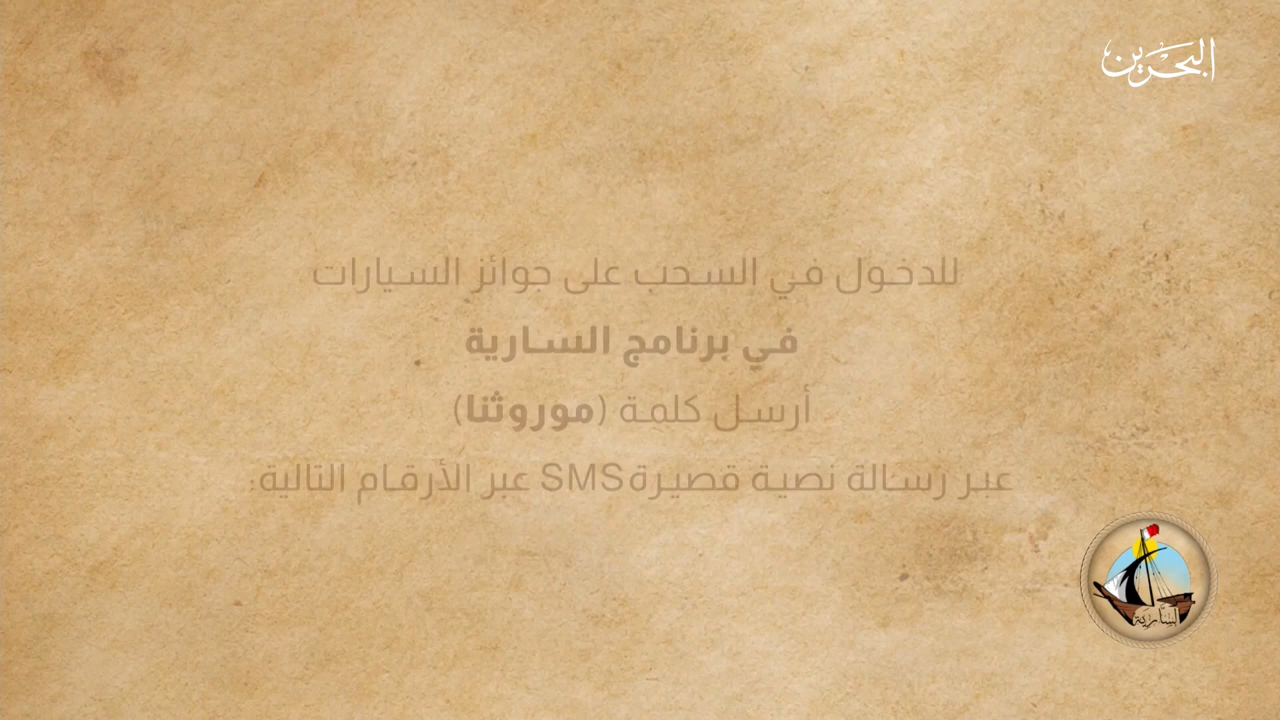 البحرين
للدخول في السحب على جوائز السيارات
في برنامج السارية
أرسل كلمة (موروثنا)
عبر رسالة نصية قصيرة SMS عبر الأرقام التالية:
السارية